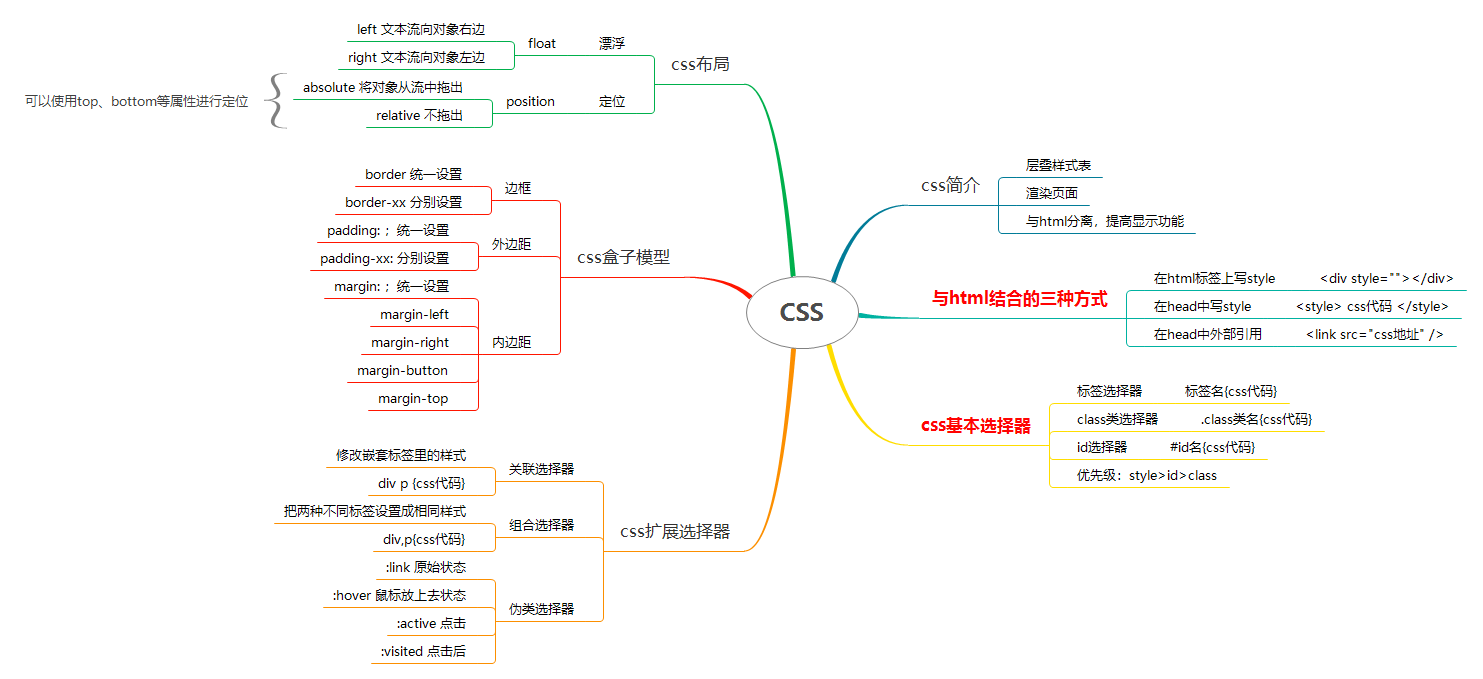 CSS
css简介
层叠样式表
渲染页面
与html分离，提高显示功能
与html结合的三种方式
在html标签上写style <div style=""></div>
在head中写style <style> css代码 </style>
在head中外部引用 <link src="css地址" />
css基本选择器
标签选择器 标签名{css代码}
class类选择器 .class类名{css代码}
id选择器 #id名{css代码}
优先级：style>id>class
css布局
float 漂浮
left 文本流向对象右边
right 文本流向对象左边
position 定位
absolute 将对象从流中拖出
relative 不拖出
可以使用top、bottom等属性进行定位
css盒子模型
边框
border 统一设置
border-xx 分别设置
外边距
padding: ；统一设置
padding-xx: 分别设置
内边距
margin: ；统一设置
margin-left
margin-right
margin-button
margin-top
css扩展选择器
关联选择器
修改嵌套标签里的样式
div p {css代码}
组合选择器
把两种不同标签设置成相同样式
div,p{css代码}
伪类选择器
:link 原始状态
:hover 鼠标放上去状态
:active 点击
:visited 点击后